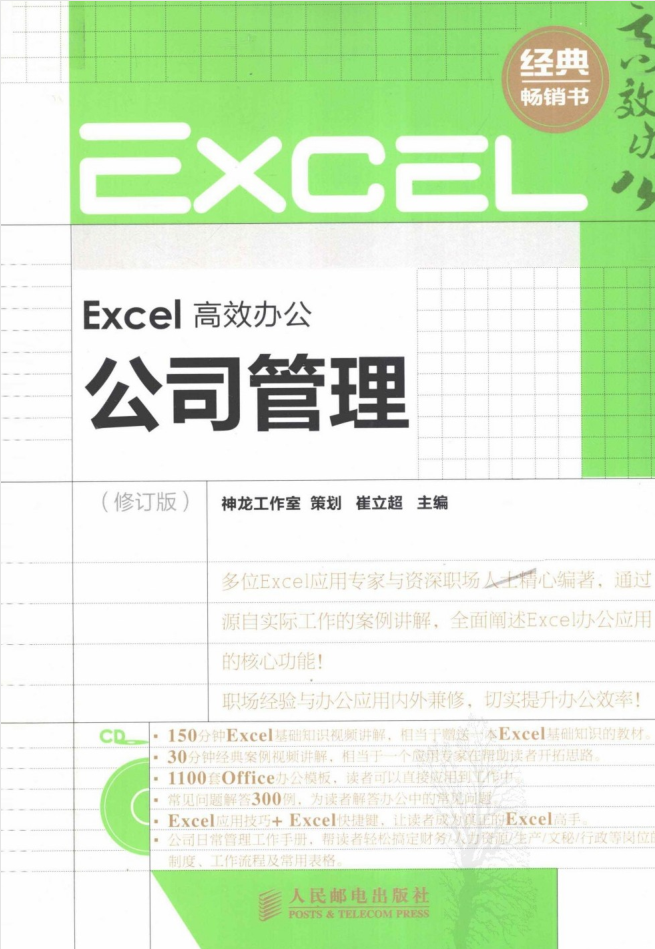 高效办公
经典
畅销书
EXCEL
Excel 高效办公
公司管理
（修订版）
神龙工作室 策划 崔立超 主编
多位Excel应用专家与资深职场人士精心编著，通过
源自实际工作的案例讲解，全面阐述Excel办公应用
的核心功能！
职场经验与办公应用内外兼修，切实提升办公效率！
CD
• 150分钟Excel基础知识视频讲解，相当于赠送一本Excel基础知识的教材。
• 30分钟经典案例视频讲解，相当于一个应用专家在帮助读者开拓思路。
• 1100套Office办公模板，读者可以直接应用到工作中。
• 常见问题解答300例，为读者解答办公中的常见问题。
• Excel应用技巧+ Excel快捷键，让读者成为真正的Excel高手。
• 公司日常管理工作手册，帮读者轻松搞定财务/人力资源/生产/文秘/行政等岗位的
制度、工作流程及常用表格。
人民邮电出版社
POSTS & TELECOM PRESS